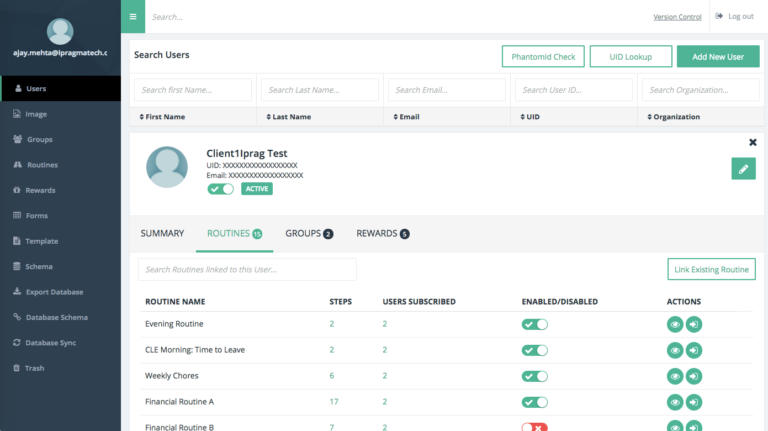 Search...
Version Control
Log out
ajay.mehta@ipragmatech.c
Users
Image
Groups
Routines
Rewards
Forms
Template
Schema
Export Database
Database Schema
Database Sync
Trash
Search Users
Phantomid Check
UID Lookup
Add New User
Search first Name...
Search Last Name...
Search Email...
Search User ID...
Search Organization...
First Name
Last Name
Email
UID
Organization
Client1Iprag Test
UID: XXXXXXXXXXXXXXXXXX
Email: XXXXXXXXXXXXXXXXXX
ACTIVE
SUMMARY
ROUTINES 15
GROUPS 2
REWARDS 5
Search Routines linked to this User...
Link Existing Routine
ROUTINE NAME STEPS USERS SUBSCRIBED ENABLED/DISABLED ACTIONS
Evening Routine 2 2
CLE Morning: Time to Leave 2 2
Weekly Chores 6 2
Financial Routine A 17 2
Financial Routine B 7 2